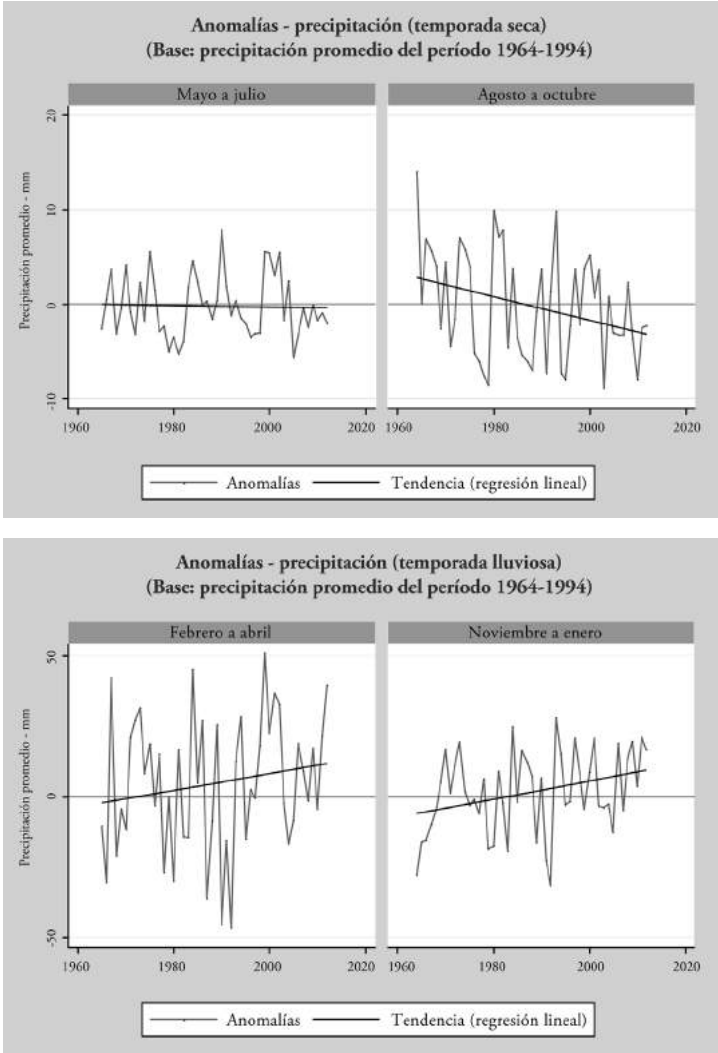 Anomalías - precipitación (temporada seca)
(Base: precipitación promedio del período 1964-1994)
Mayo a julio
Agosto a octubre
Precipitación promedio - mm
20
10
0
-10
1960 1980 2000 2020
1960 1980 2000 2020
Anomalías
Tendencia (regresión lineal)
Anomalías - precipitación (temporada lluviosa)
(Base: precipitación promedio del período 1964-1994)
Febrero a abril
Noviembre a enero
Precipitación promedio - mm
50
0
-50
1960 1980 2000 2020
1960 1980 2000 2020
Anomalías
Tendencia (regresión lineal)